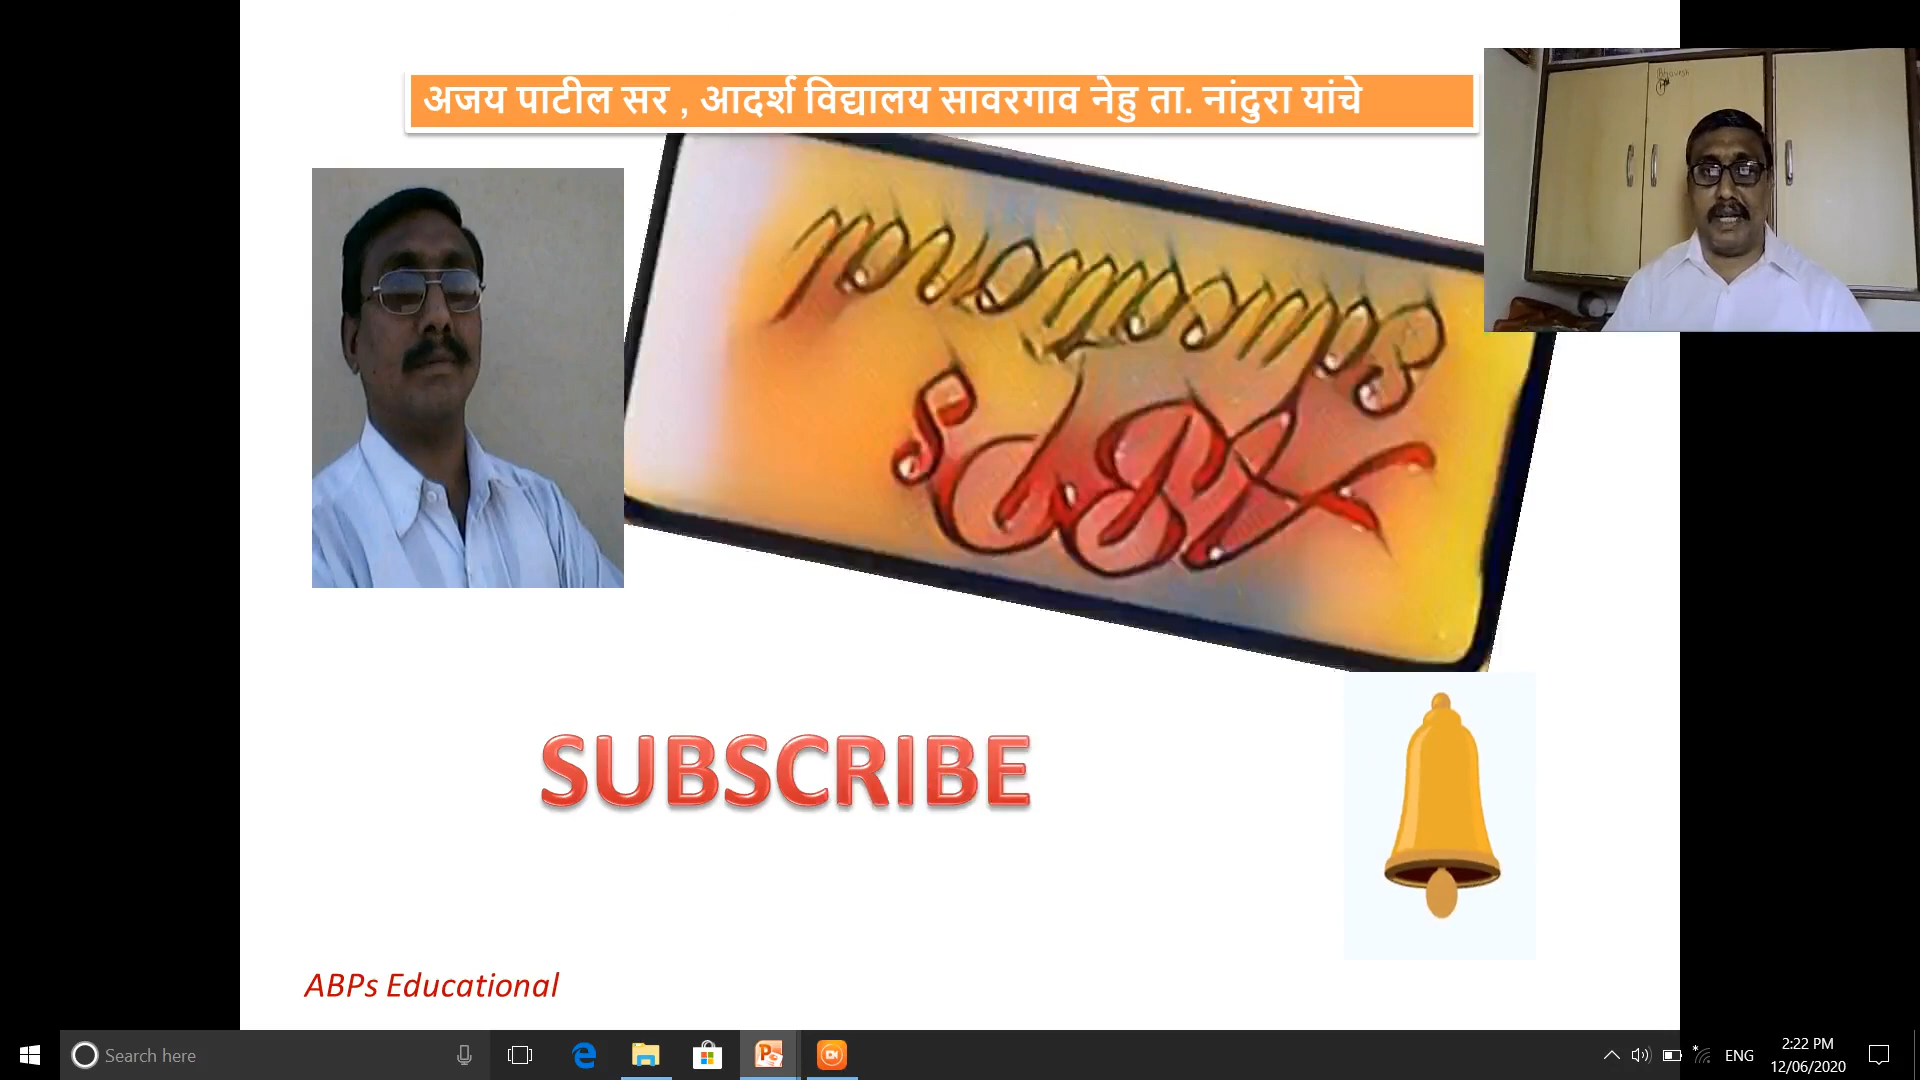 अजय पाटील सर , आदर्श विद्यालय सावरगाव नेहु ता. नांदुरा यांचे
ABPs
Educational
SUBSCRIBE
ABPs Educational
Search here
ENG
2:22 PM
12/06/2020